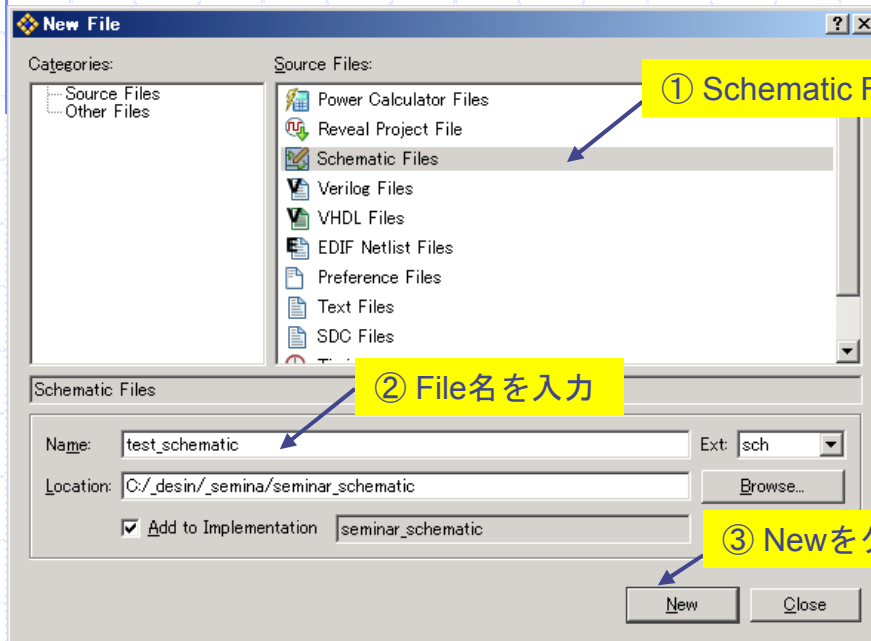 New File
Categories:
Source Files
Other Files
Source Files:
Power Calculator Files
Reveal Project File
Schematic Files
Verilog Files
VHDL Files
EDIF Netlist Files
Preference Files
Text Files
SDC Files
① Schematic
Schematic Files
② File名を入力
Name: test_schematic Ext: sch
Location: C:/_desin/_semina/seminar_schematic Browse...
Add to Implementation seminar_schematic
③ Newを
New Close